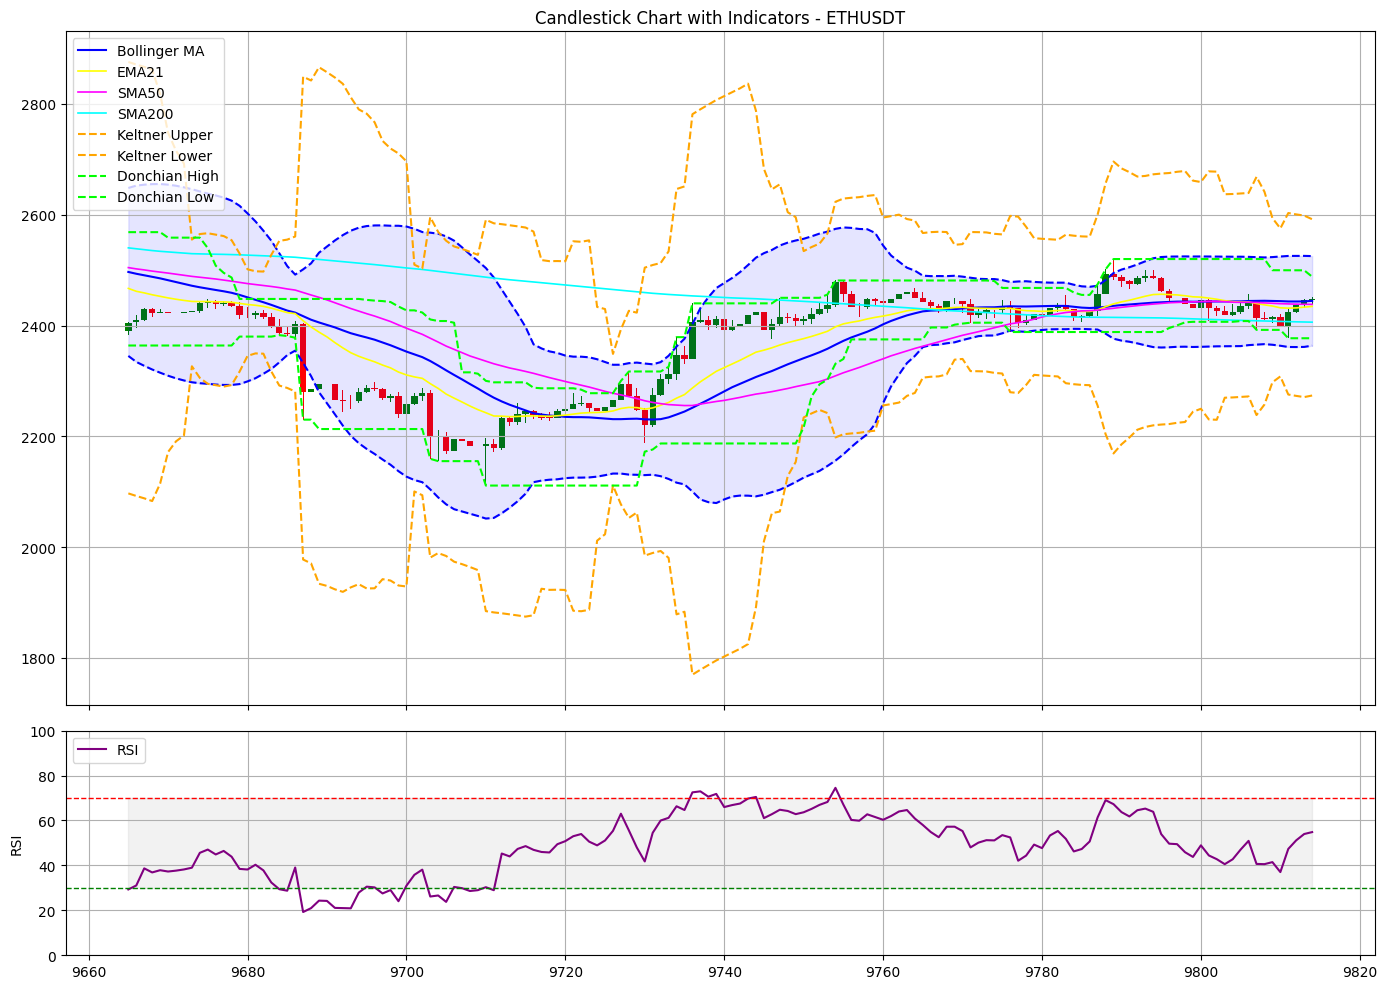 Candlestick Chart with Indicators - ETHUSDT
Bollinger MA
EMA21
SMA50
SMA200
Keltner Upper
Keltner Lower
Donchian High
Donchian Low
2800
2600
2400
2200
2000
1800
RSI
100
80
60
40
20
0
RSI
9660 9680 9700 9720 9740 9760 9780 9800 9820